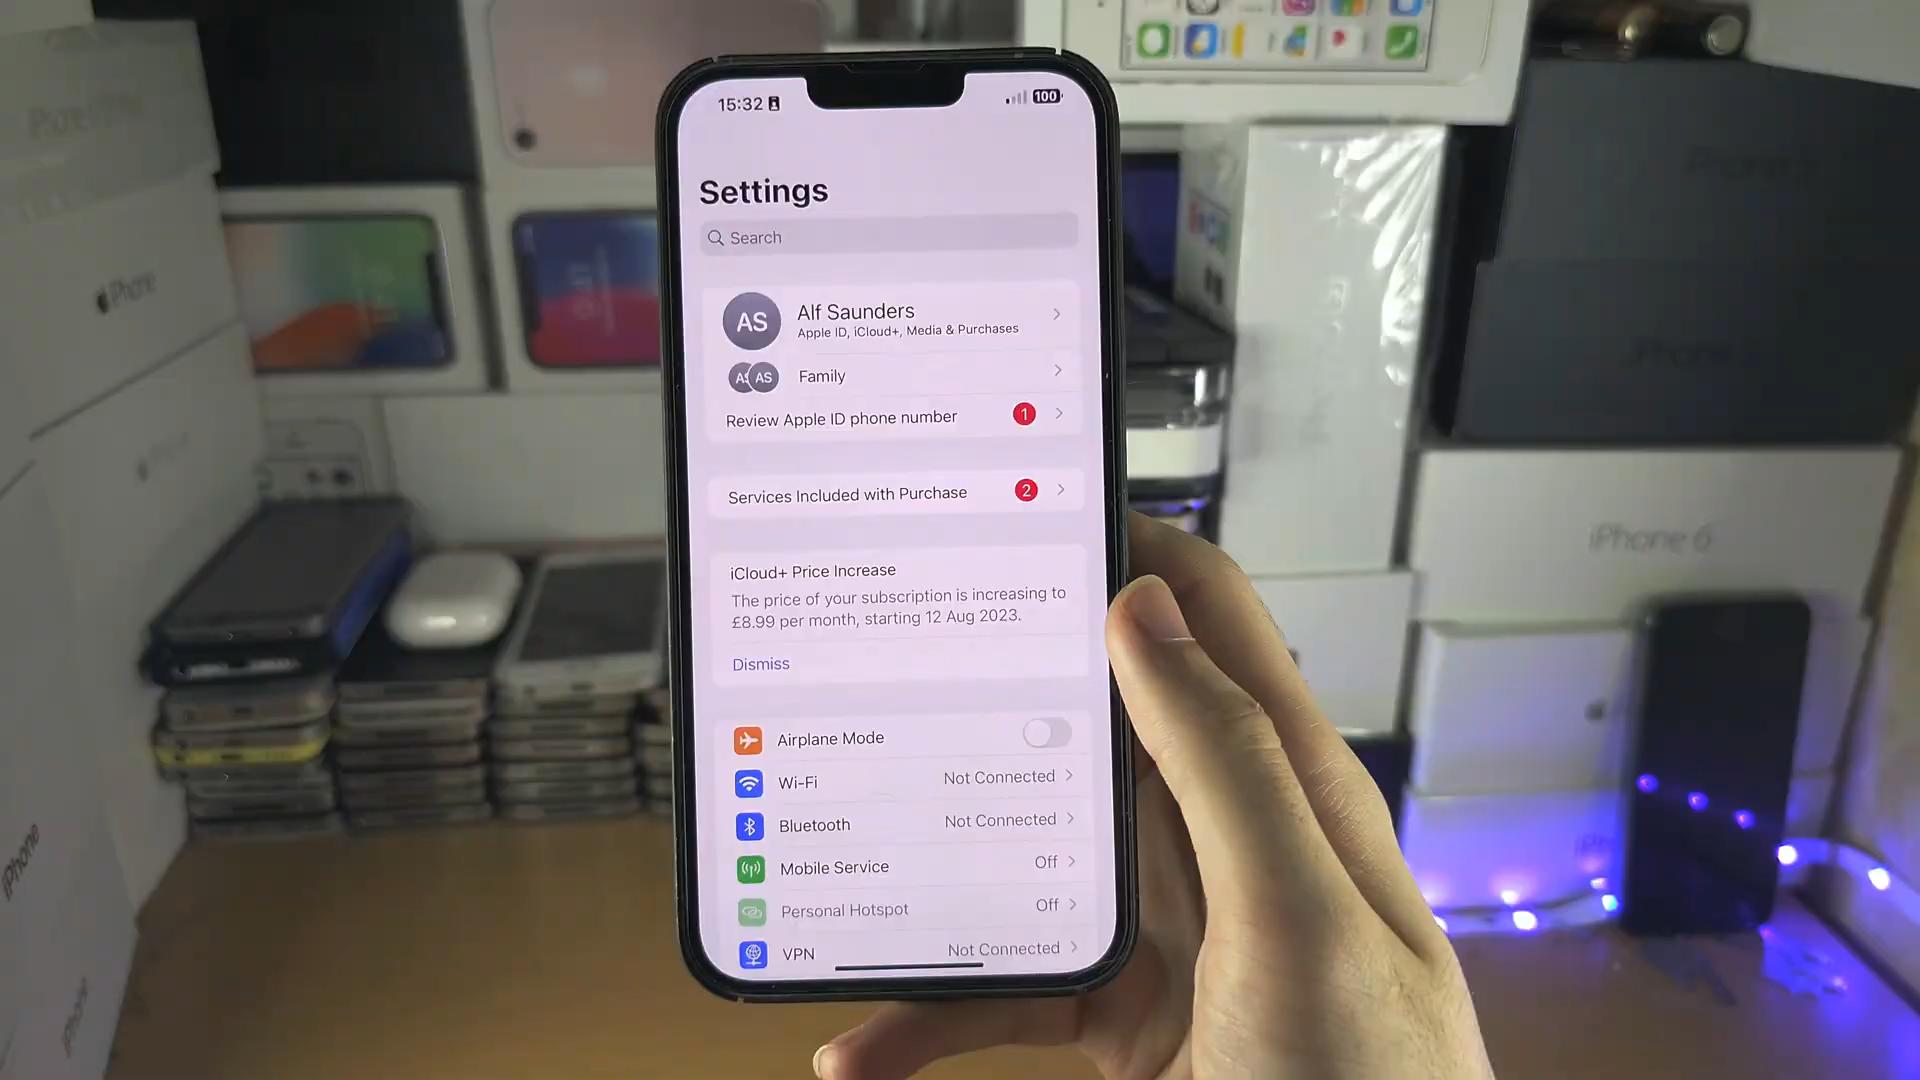 15:32
100
Settings
Search
AS
Alf Saunders
Apple ID, iCloud+, Media & Purchases
AS
Family
Review Apple ID phone number
1
Services Included with Purchase
2
iCloud+ Price Increase
The price of your subscription is increasing to
£8.99 per month, starting 12 Aug 2023.
Dismiss
Airplane Mode
Wi-Fi
Not Connected
Bluetooth
Not Connected
Mobile Service
Off
Personal Hotspot
Off
VPN
Not Connected
iPhone
iPhone
iPhone 6